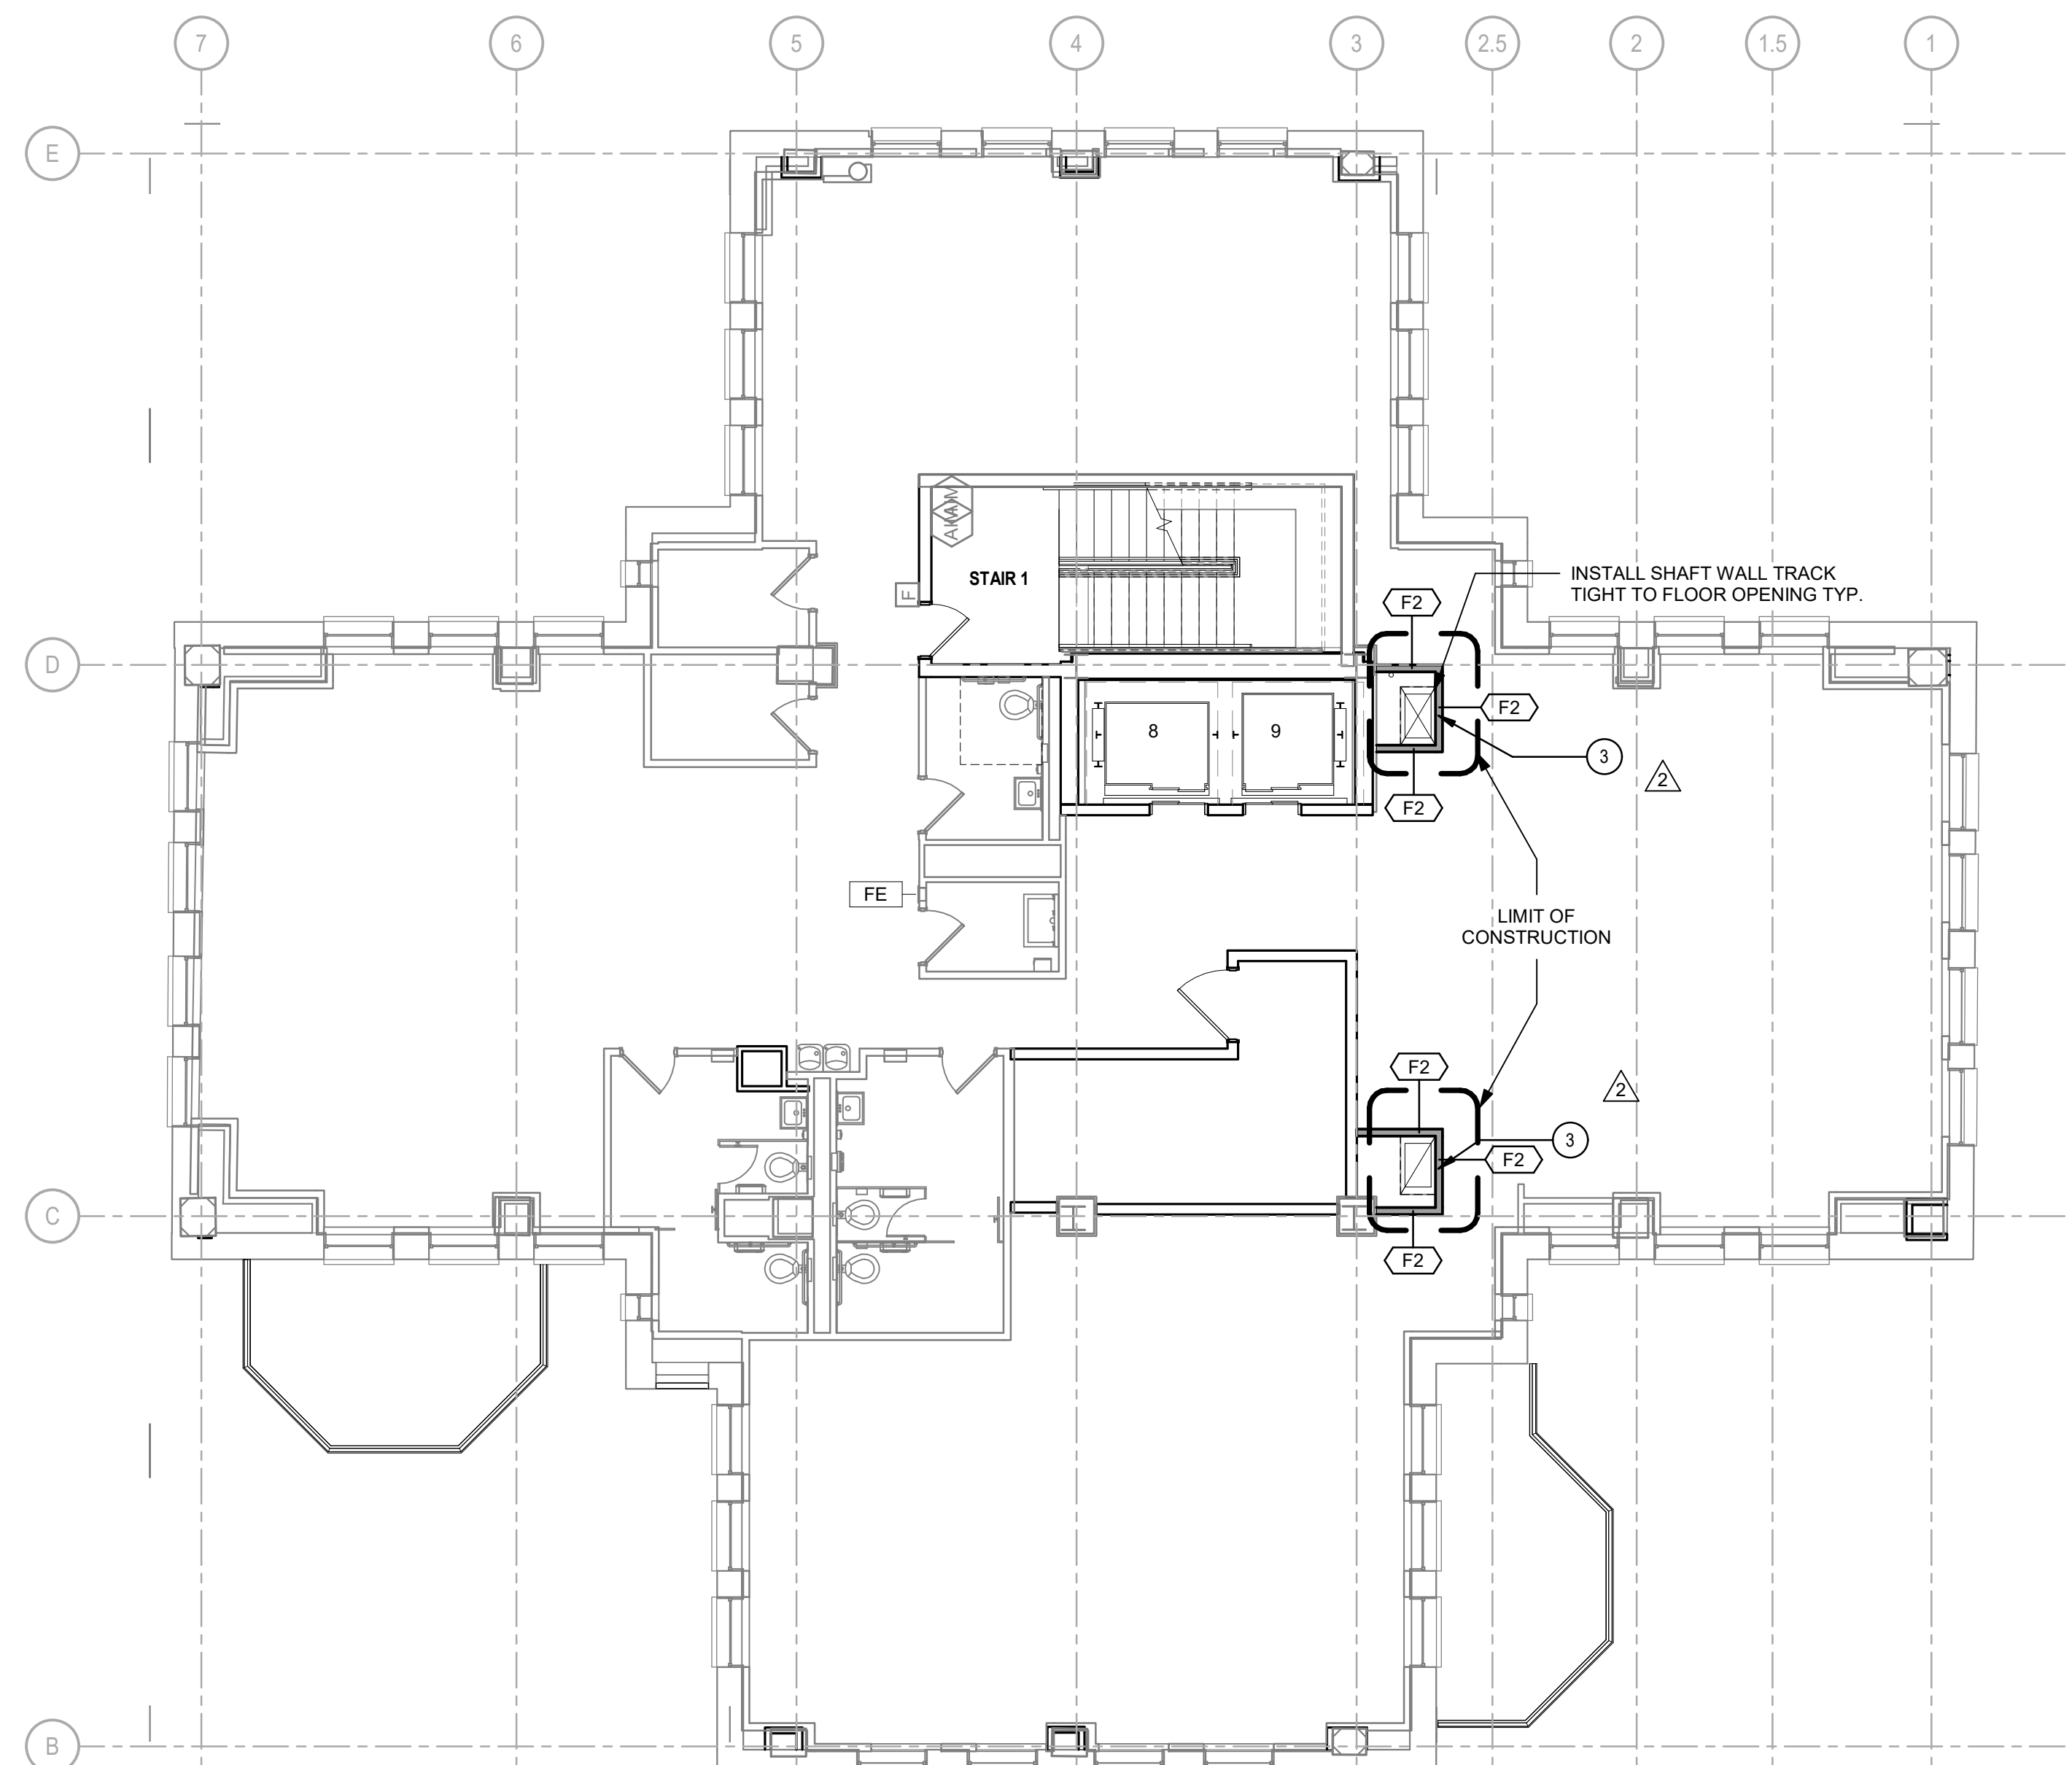 7
6
5
4
3
2.5
2
1.5
1
E
STAIR 1
F
INSTALL SHAFT WALL TRACK
TIGHT TO FLOOR OPENING TYP.
F2
D
F2
8
9
3
2
F2
FE
LIMIT OF
CONSTRUCTION
F2
2
3
F2
C
F2
B